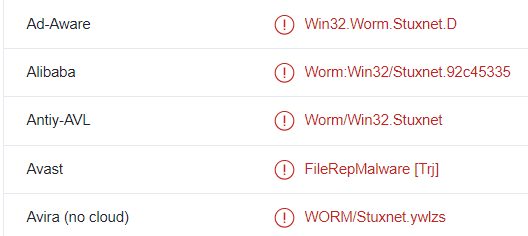 Ad-Aware Win32.Worm.Stuxnet.D
Alibaba Worm:Win32/Stuxnet.92c45335
Antiy-AVL Worm/Win32.Stuxnet
Avast FileRepMalware [Trj]
Avira (no cloud) WORM/Stuxnet.ywlzs